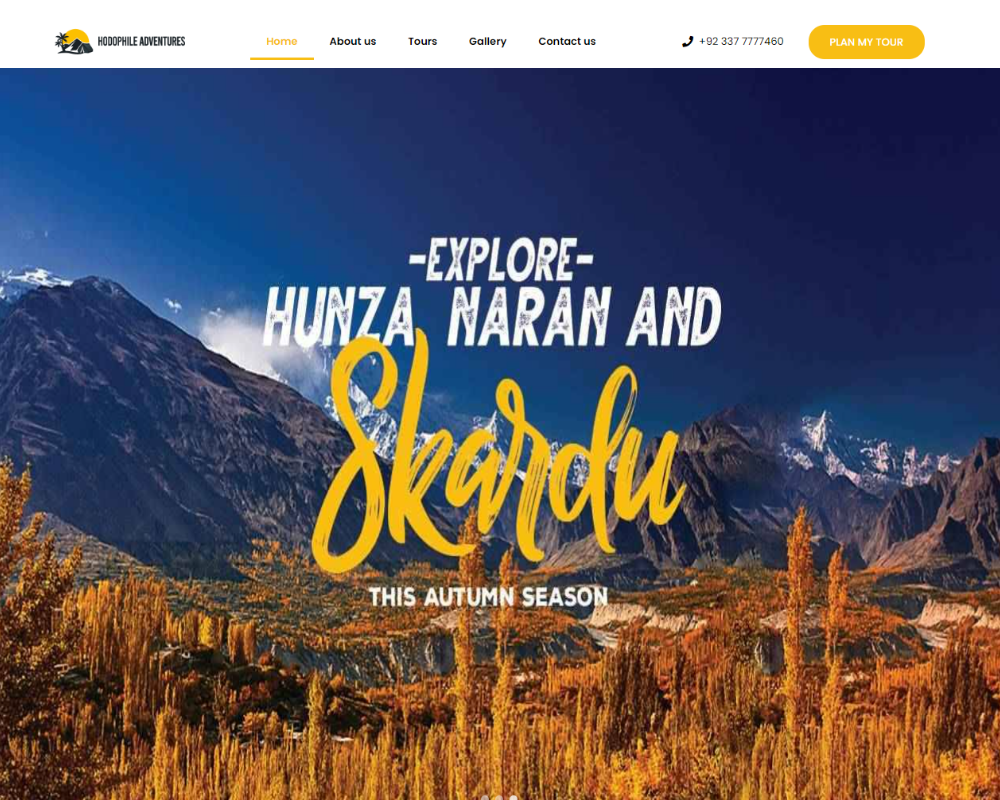 HODOPHILE ADVENTURES
Home
About us
Tours
Gallery
Contact us
+92 337 7777460
PLAN MY TOUR
-EXPLORE-
HUNZA NARAN AND
Skardu
THIS AUTUMN SEASON